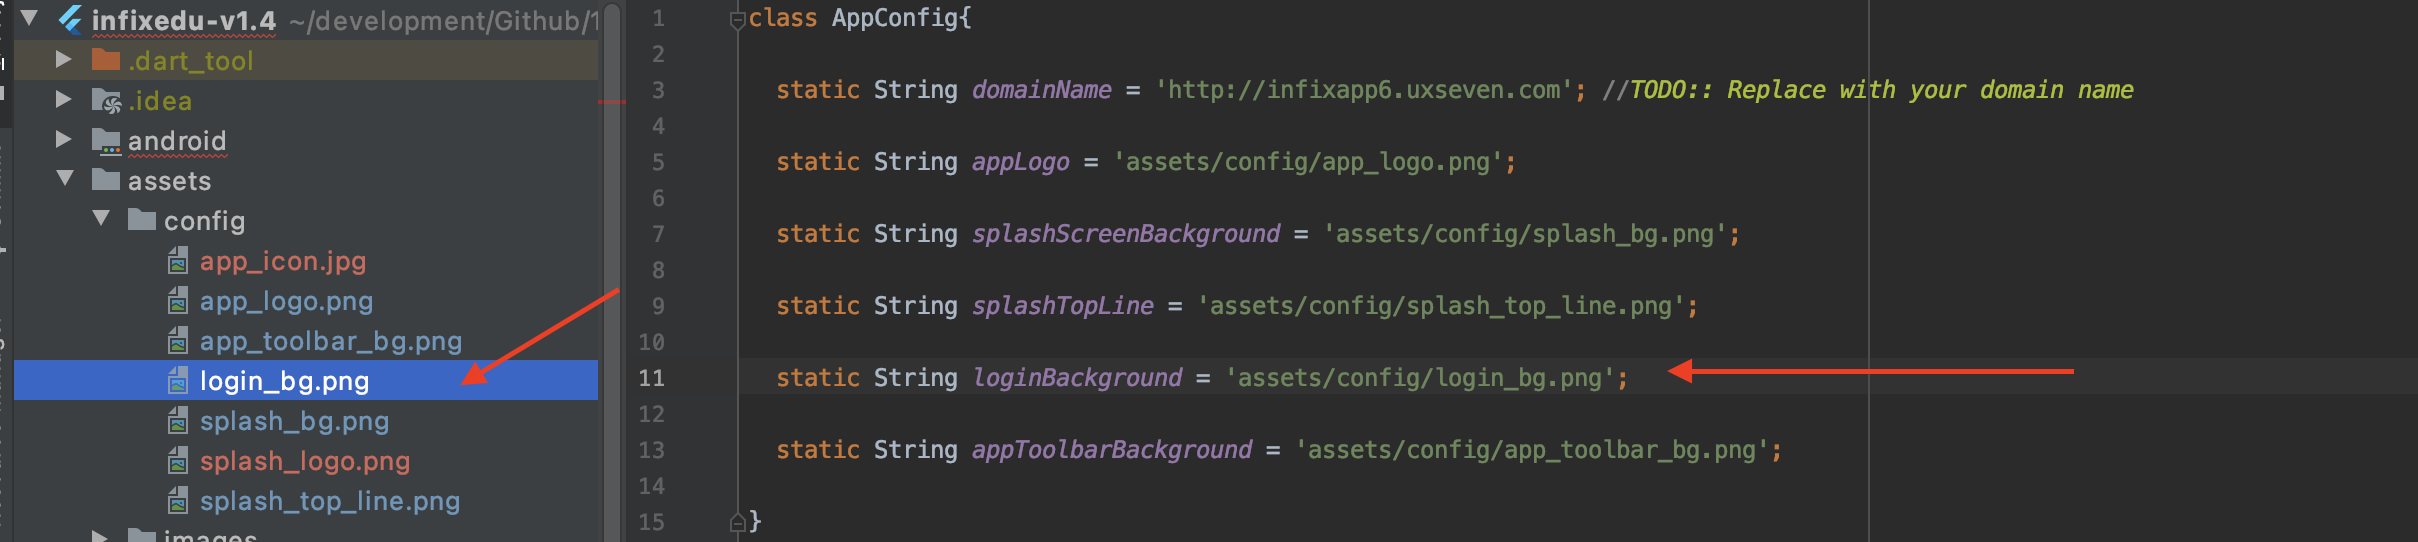 infixedu-v1.4 ~/development/Github/1
.dart_tool
.idea
android
assets
config
app_icon.jpg
app_logo.png
app_toolbar_bg.png
login_bg.png
splash_bg.png
splash_logo.png
splash_top_line.png
images
1 class AppConfig{
2
3 static String domainName = 'http://infixapp6.uxseven.com'; //TODO:: Replace with your domain name
4
5 static String appLogo = 'assets/config/app_logo.png';
6
7 static String splashScreenBackground = 'assets/config/splash_bg.png';
8
9 static String splashTopLine = 'assets/config/splash_top_line.png';
10
11 static String loginBackground = 'assets/config/login_bg.png';
12
13 static String appToolbarBackground = 'assets/config/app_toolbar_bg.png';
14
15 }